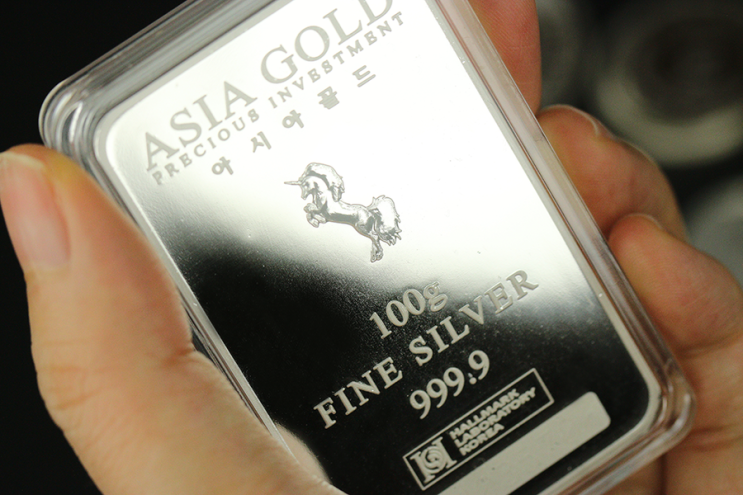 ASIA GOLD
PRECIOUS INVESTMENT
아시아골드
100g
FINE SILVER
999.9
HALLMARK
LABORATORY
KOREA